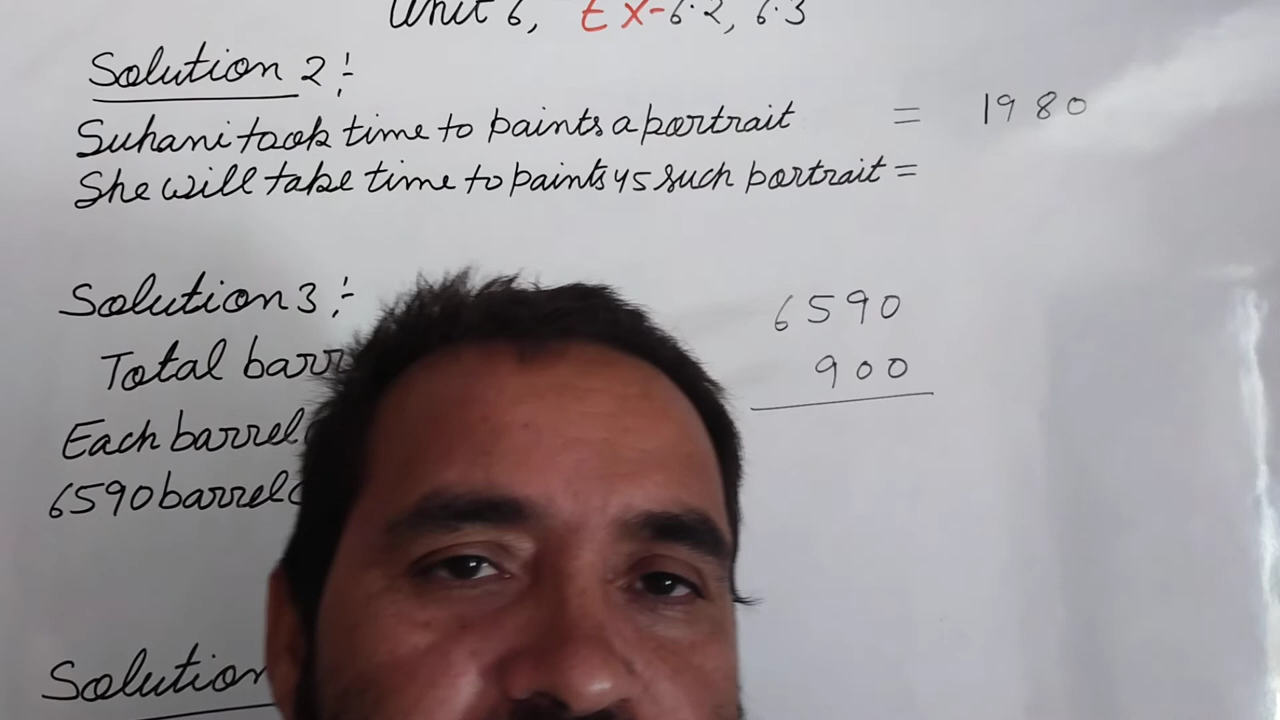 Unit 6, Ex-6.2, 6.3
Solution 2 :-
Suhani took time to paints a portrait = 1980
She will take time to paints 45 such portrait =
Solution 3 :-
6590
Total barr
900
Each barrel
6590 barrel
Solution